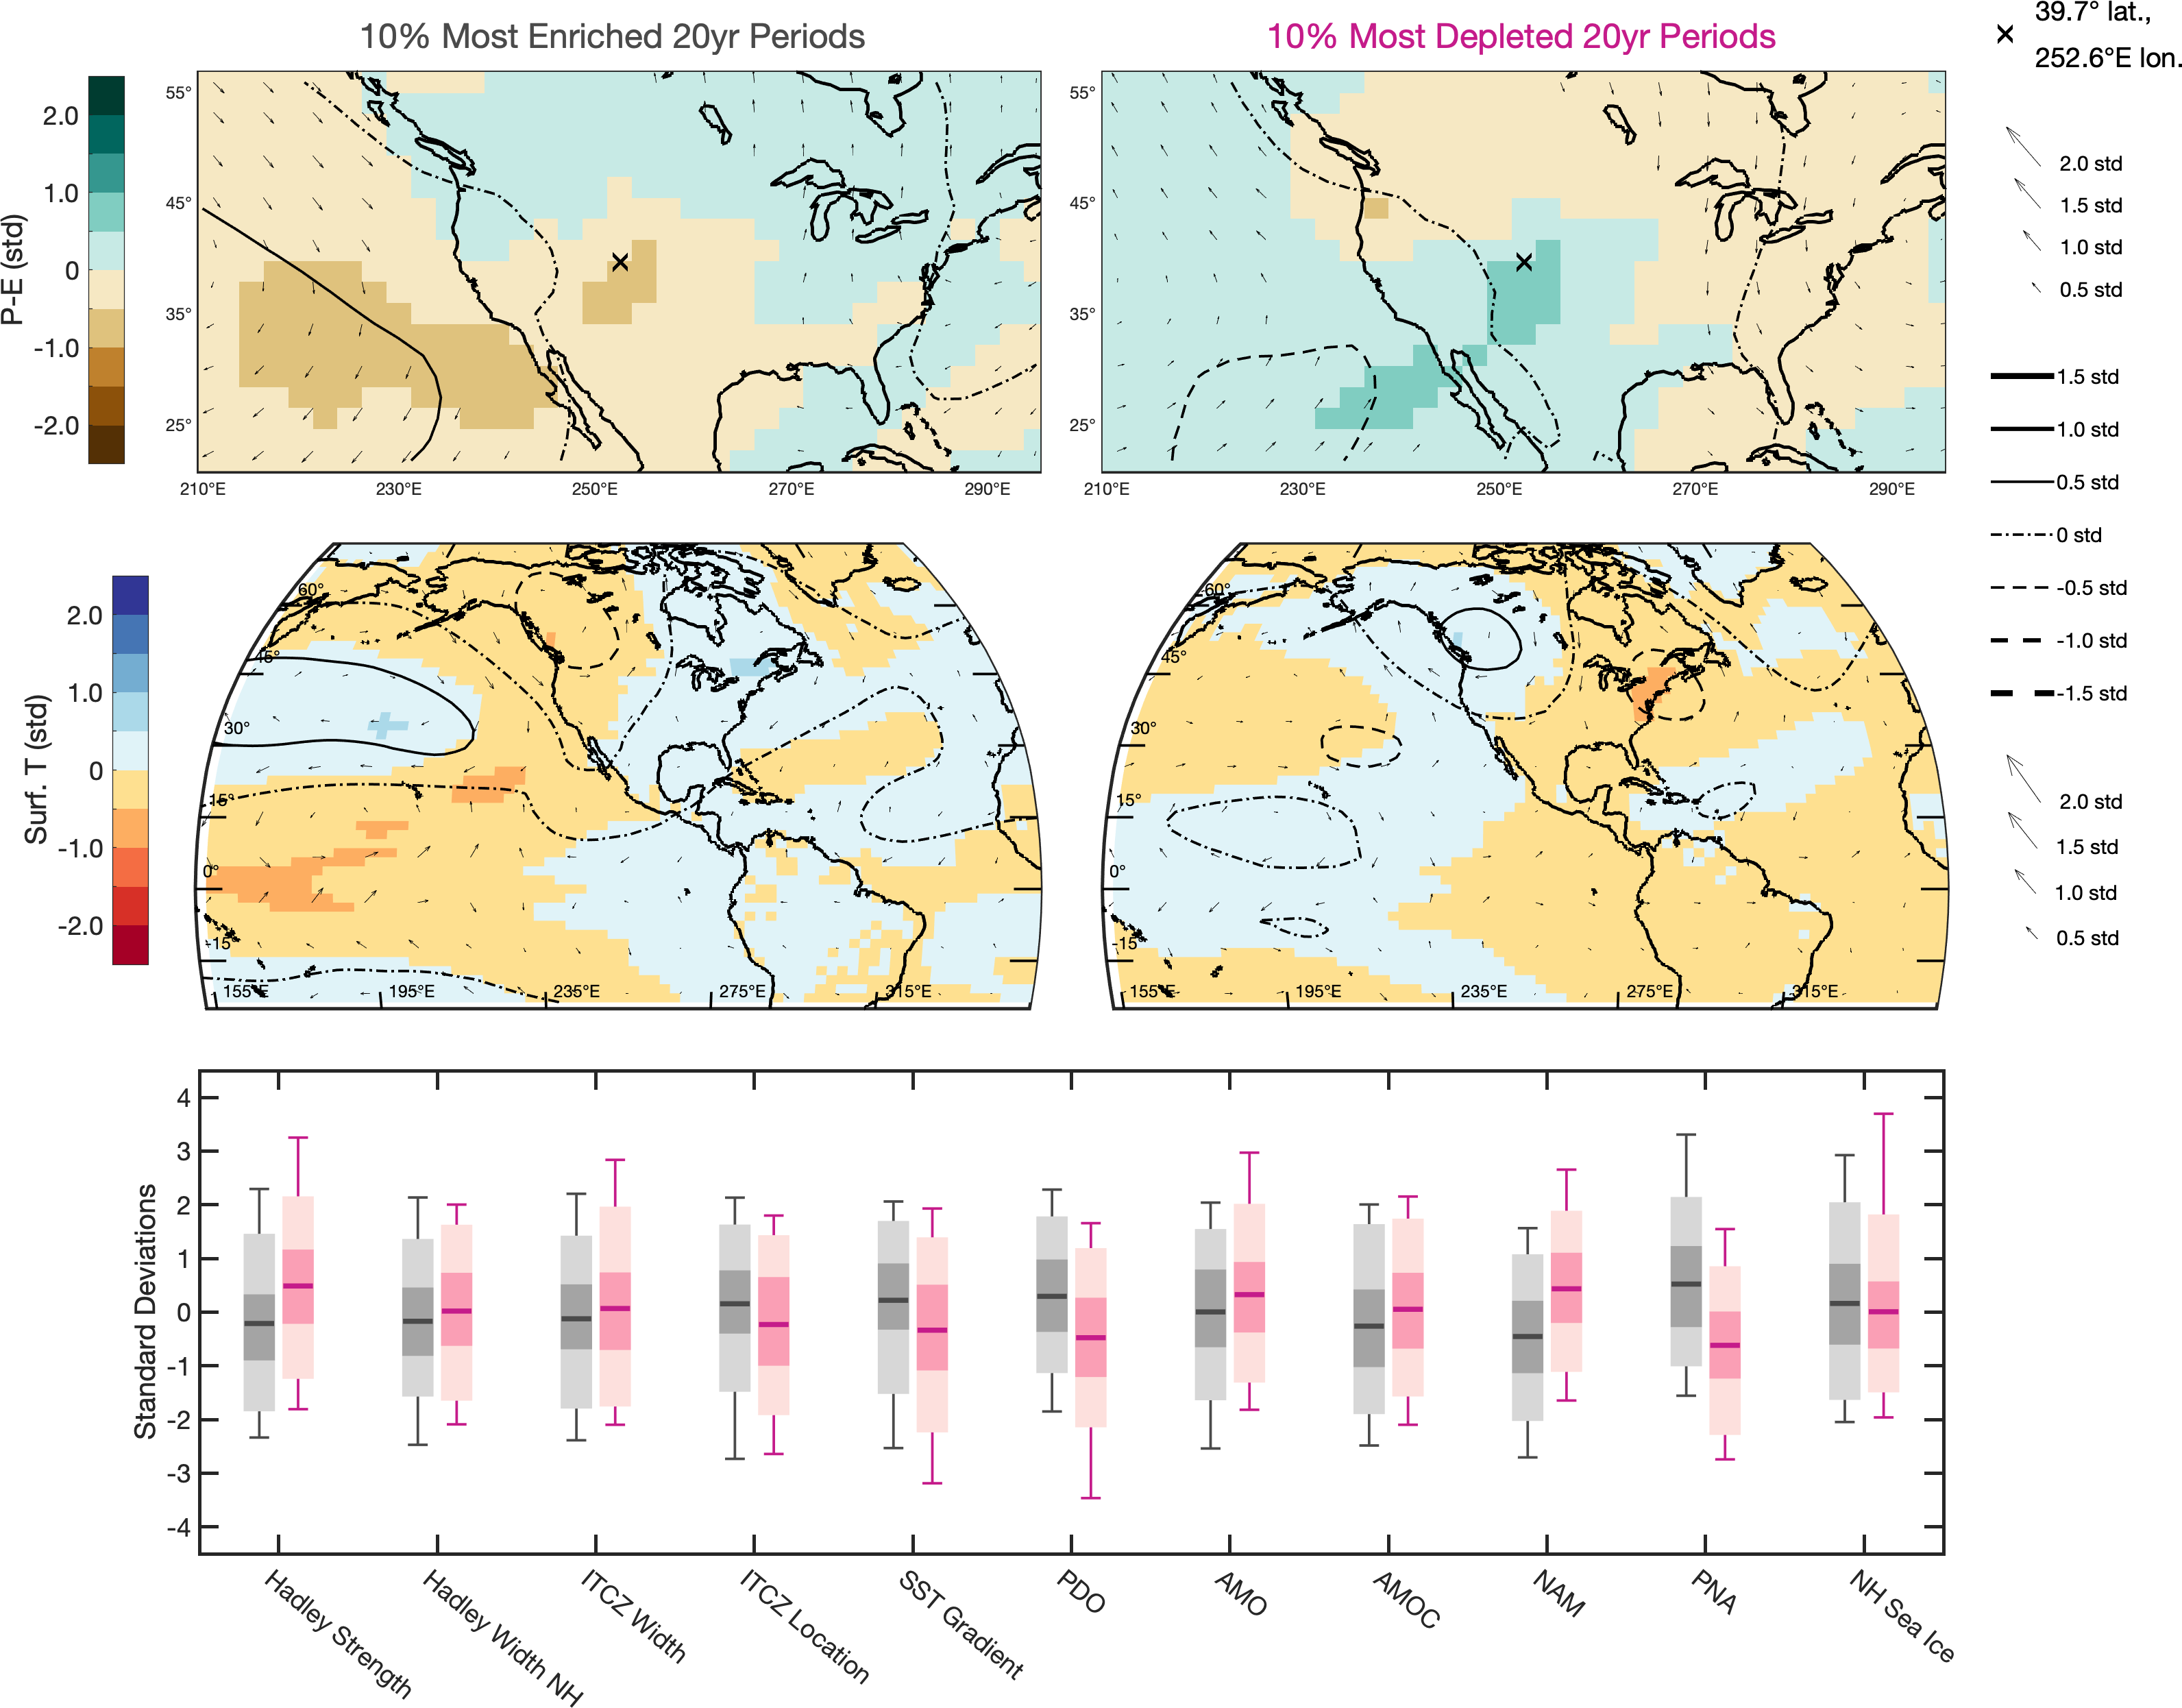 10% Most Enriched 20yr Periods
10% Most Depleted 20yr Periods
39.7° lat.,
252.6°E lon.
P-E (std)
2.0
1.0
0
-1.0
-2.0
55°
45°
35°
25°
210°E
230°E
250°E
270°E
290°E
55°
45°
35°
25°
210°E
230°E
250°E
270°E
290°E
2.0 std
1.5 std
1.0 std
0.5 std
1.5 std
1.0 std
0.5 std
0 std
-0.5 std
-1.0 std
-1.5 std
Surf. T (std)
2.0
1.0
0
-1.0
-2.0
60°
45°
30°
15°
0°
-15°
155°E
195°E
235°E
275°E
315°E
60°
45°
30°
15°
0°
-15°
155°E
195°E
235°E
275°E
315°E
2.0 std
1.5 std
1.0 std
0.5 std
Standard Deviations
4
3
2
1
0
-1
-2
-3
-4
Hadley Strength
Hadley Width NH
ITCZ Width
ITCZ Location
SST Gradient
PDO
AMO
AMOC
NAM
PNA
NH Sea Ice